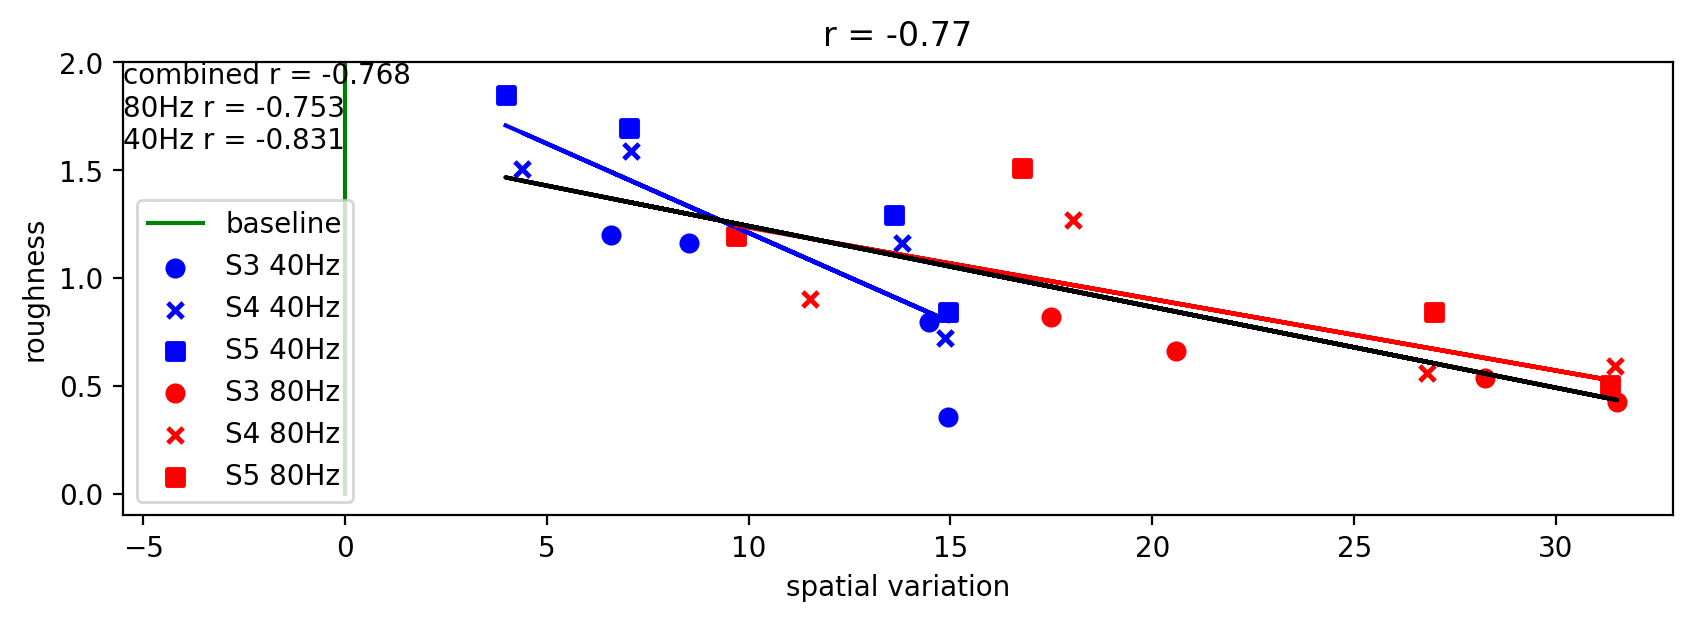 r = -0.77
combined r = -0.768
80Hz r = -0.753
40Hz r = -0.831
baseline
S3 40Hz
S4 40Hz
S5 40Hz
S3 80Hz
S4 80Hz
S5 80Hz
roughness
2.0
1.5
1.0
0.5
0.0
−5 0 5 10 15 20 25 30
spatial variation